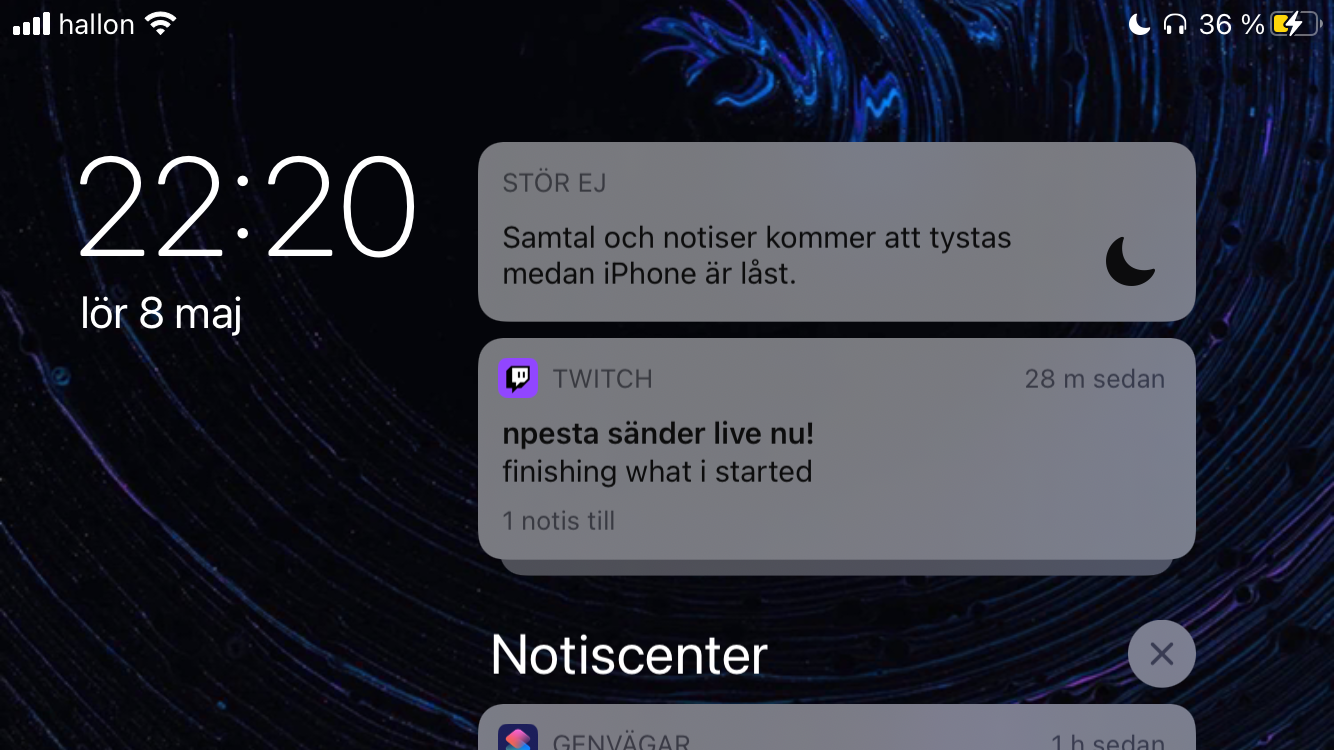 hallon
36 %
22:20
lör 8 maj
STÖR EJ
Samtal och notiser kommer att tystas
medan iPhone är låst.
TWITCH
28 m sedan
npesta sänder live nu!
finishing what i started
1 notis till
Notiscenter
GENVÄGAR
1 h sedan